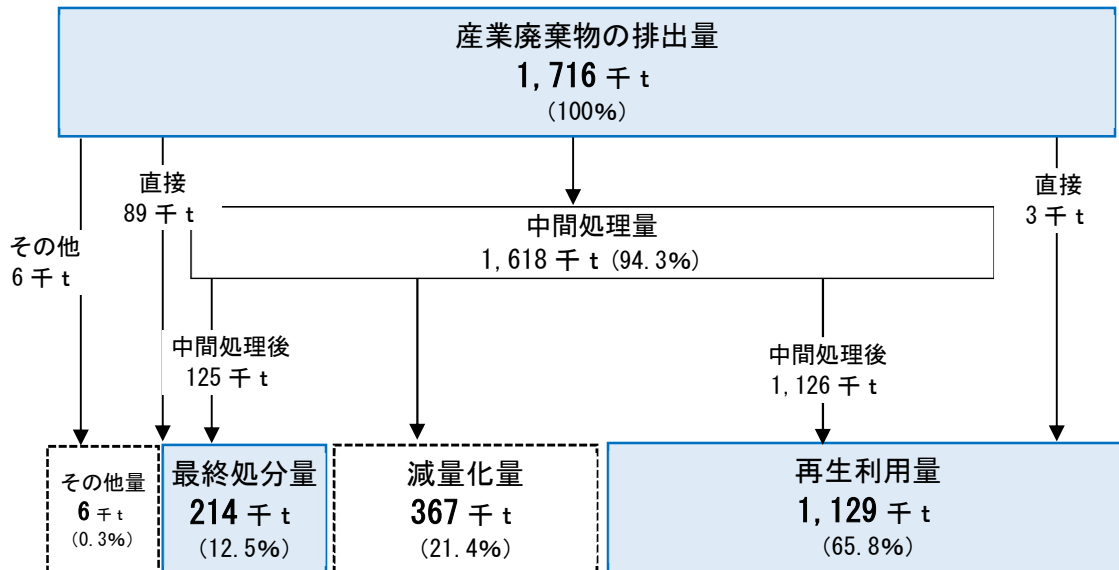 産業廃棄物の排出量
1,716 千 t
(100%)
直接
89 千 t
直接
3 千 t
その他
6 千 t
中間処理量
1,618 千 t (94.3%)
中間処理後
125 千 t
中間処理後
1,126 千 t
その他量
6 千 t
(0.3%)
最終処分量
214 千 t
(12.5%)
減量化量
367 千 t
(21.4%)
再生利用量
1,129 千 t
(65.8%)